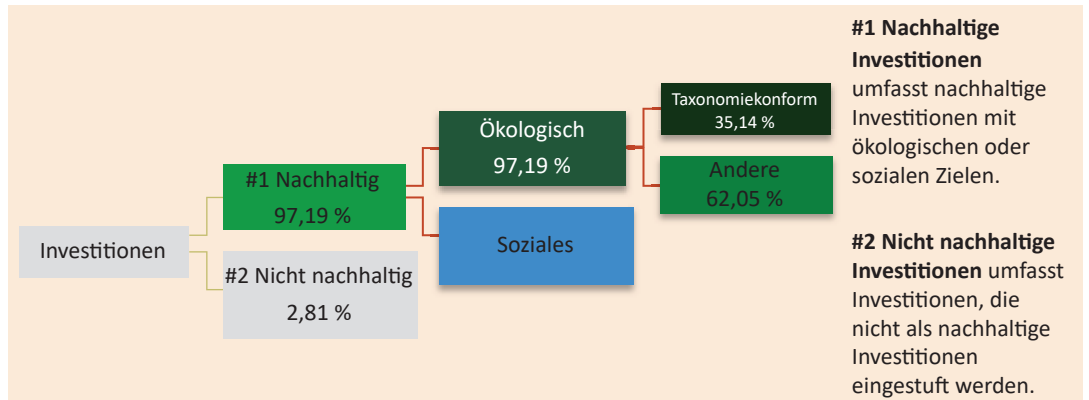 Investitionen
#1 Nachhaltig
97,19 %
#2 Nicht nachhaltig
2,81 %
Ökologisch
97,19 %
Soziales
Taxonomiekonform
35,14 %
Andere
62,05 %
#1 Nachhaltige
Investitionen
umfasst nachhaltige
Investitionen mit
ökologischen oder
sozialen Zielen.
#2 Nicht nachhaltige
Investitionen umfasst
Investitionen, die
nicht als nachhaltige
Investitionen
eingestuft werden.